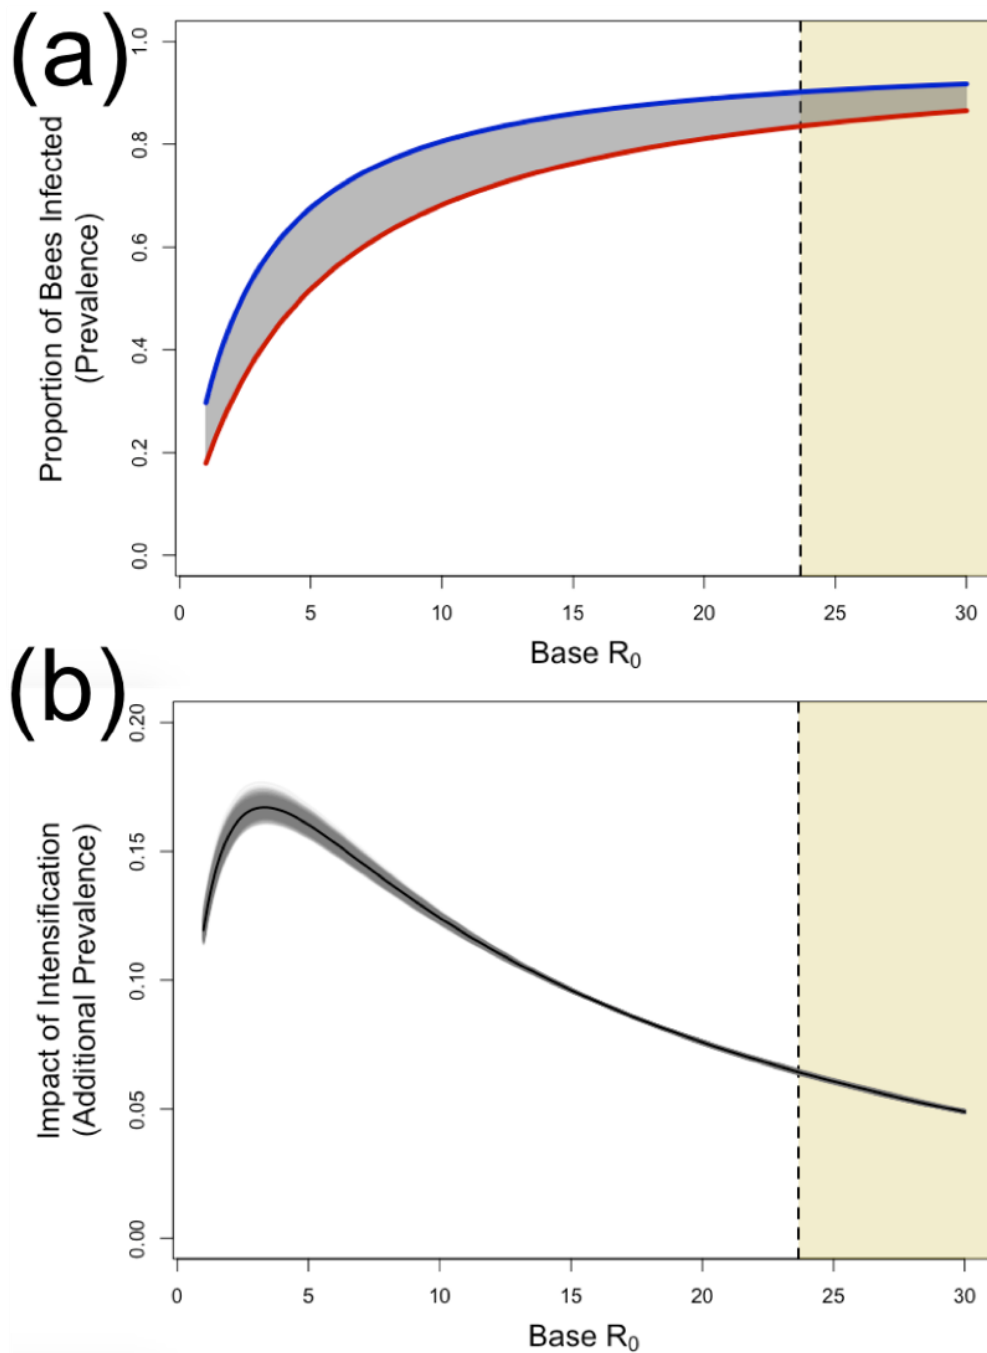 (a)
Proportion of Bees Infected
(Prevalence)
1.0
0.8
0.6
0.4
0.2
0.0
0 5 10 15 20 25 30
Base R₀
(b)
Impact of Intensification
(Additional Prevalence)
0.20
0.15
0.10
0.05
0.00
0 5 10 15 20 25 30
Base R₀